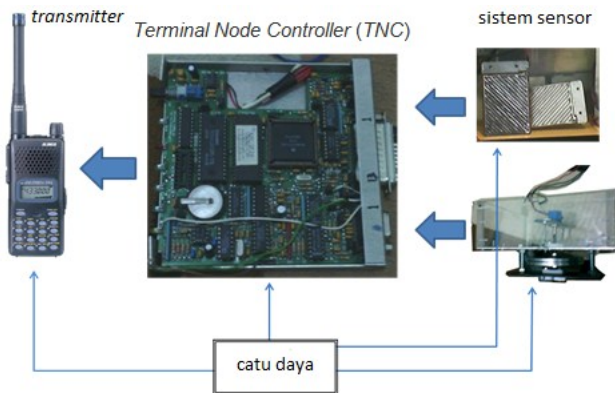 transmitter
Terminal Node Controller (TNC)
sistem sensor
catu daya